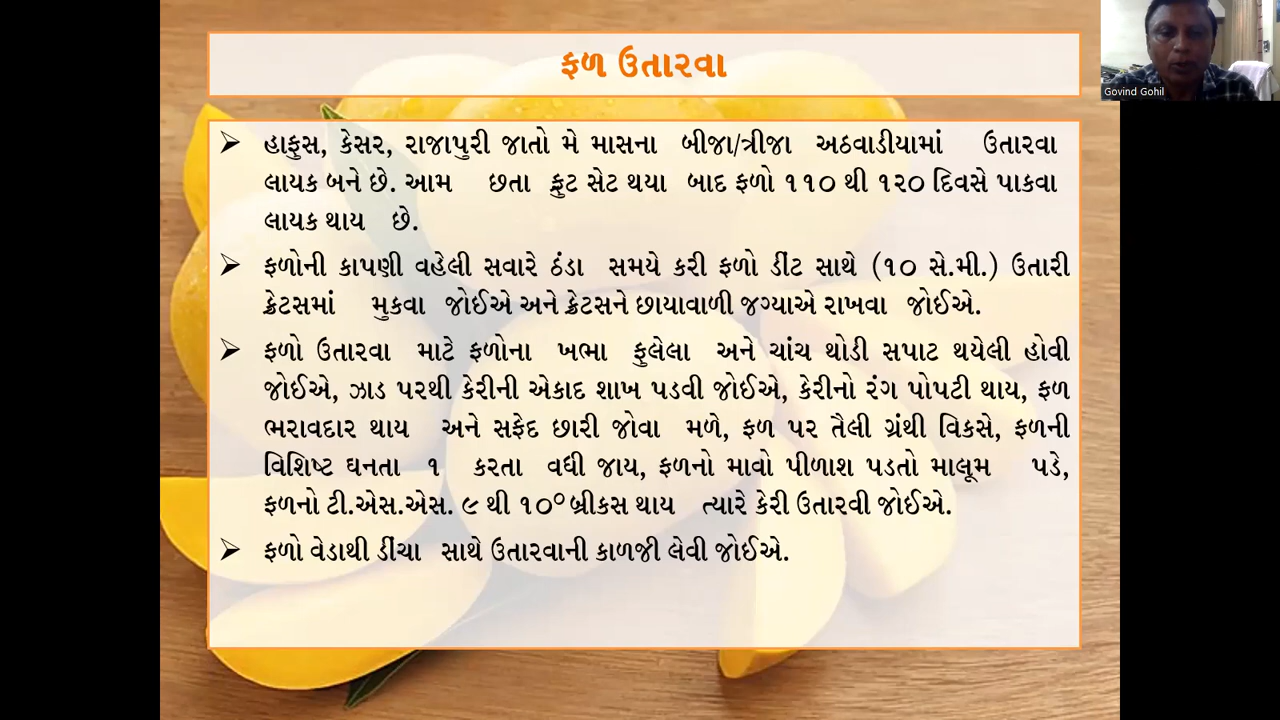 ફળ ઉતારવા
Govind Gohil
➢ હાફુસ, કેસર, રાજાપુરી જાતો મે માસના બીજા/ત્રીજા અઠવાડીયામાં ઉતારવા
લાયક બને છે. આમ છતા ફ્રુટ સેટ થયા બાદ ફળો ૧૧૦ થી ૧૨૦ દિવસે પાકવા
લાયક થાય છે.
➢ ફળોની કાપણી વહેલી સવારે ઠંડા સમયે કરી ફળો ડીંટ સાથે (૧૦ સે.મી.) ઉતારી
ક્રેટસમાં મુકવા જોઈએ અને ક્રેટસને છાયાવાળી જગ્યાએ રાખવા જોઈએ.
➢ ફળો ઉતારવા માટે ફળોના ખભા ફુલેલા અને ચાંચ થોડી સપાટ થયેલી હોવી
જોઈએ, ઝાડ પરથી કેરીની એકાદ શાખ પડવી જોઈએ, કેરીનો રંગ પોપટી થાય, ફળ
ભરાવદાર થાય અને સફેદ છારી જોવા મળે, ફળ પર તૈલી ગ્રંથી વિકસે, ફળની
વિશિષ્ટ ઘનતા ૧ કરતા વધી જાય, ફળનો માવો પીળાશ પડતો માલૂમ પડે,
ફળનો ટી.એસ.એસ. ૯ થી ૧૦⁰ બ્રીકસ થાય ત્યારે કેરી ઉતારવી જોઈએ.
➢ ફળો વેડાથી ડીંચા સાથે ઉતારવાની કાળજી લેવી જોઈએ.